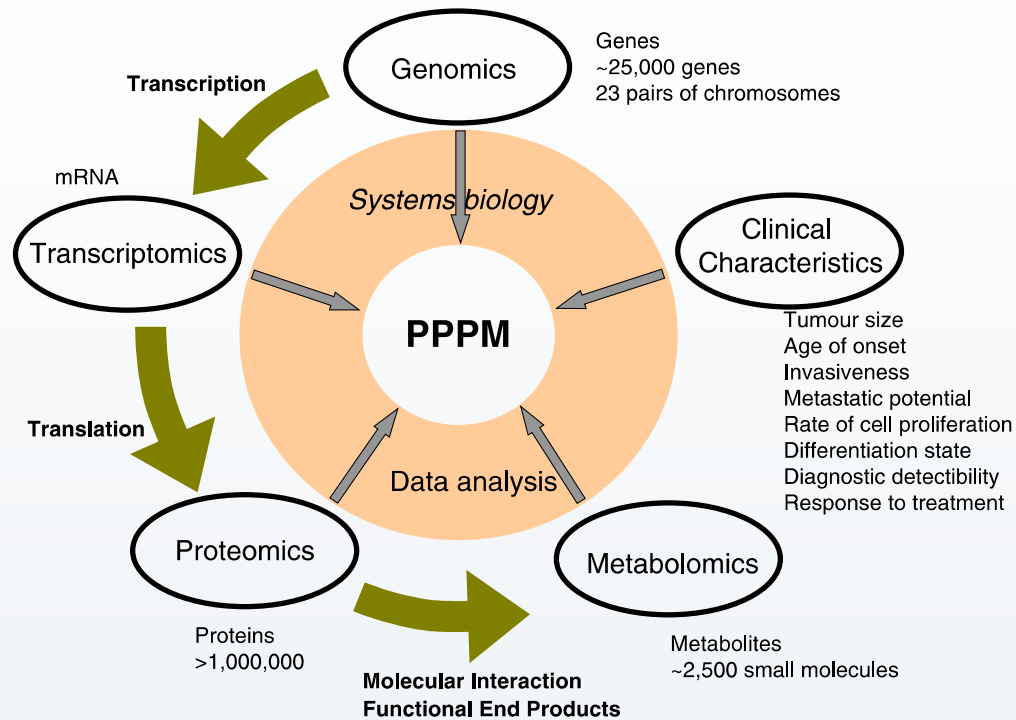 Genomics
Genes
~25,000 genes
23 pairs of chromosomes
Transcription
mRNA
Transcriptomics
Systems biology
Clinical
Characteristics
Tumour size
Age of onset
Invasiveness
Metastatic potential
Rate of cell proliferation
Differentiation state
Diagnostic detectibility
Response to treatment
PPPM
Translation
Data analysis
Proteomics
Proteins
>1,000,000
Metabolomics
Metabolites
~2,500 small molecules
Molecular Interaction
Functional End Products